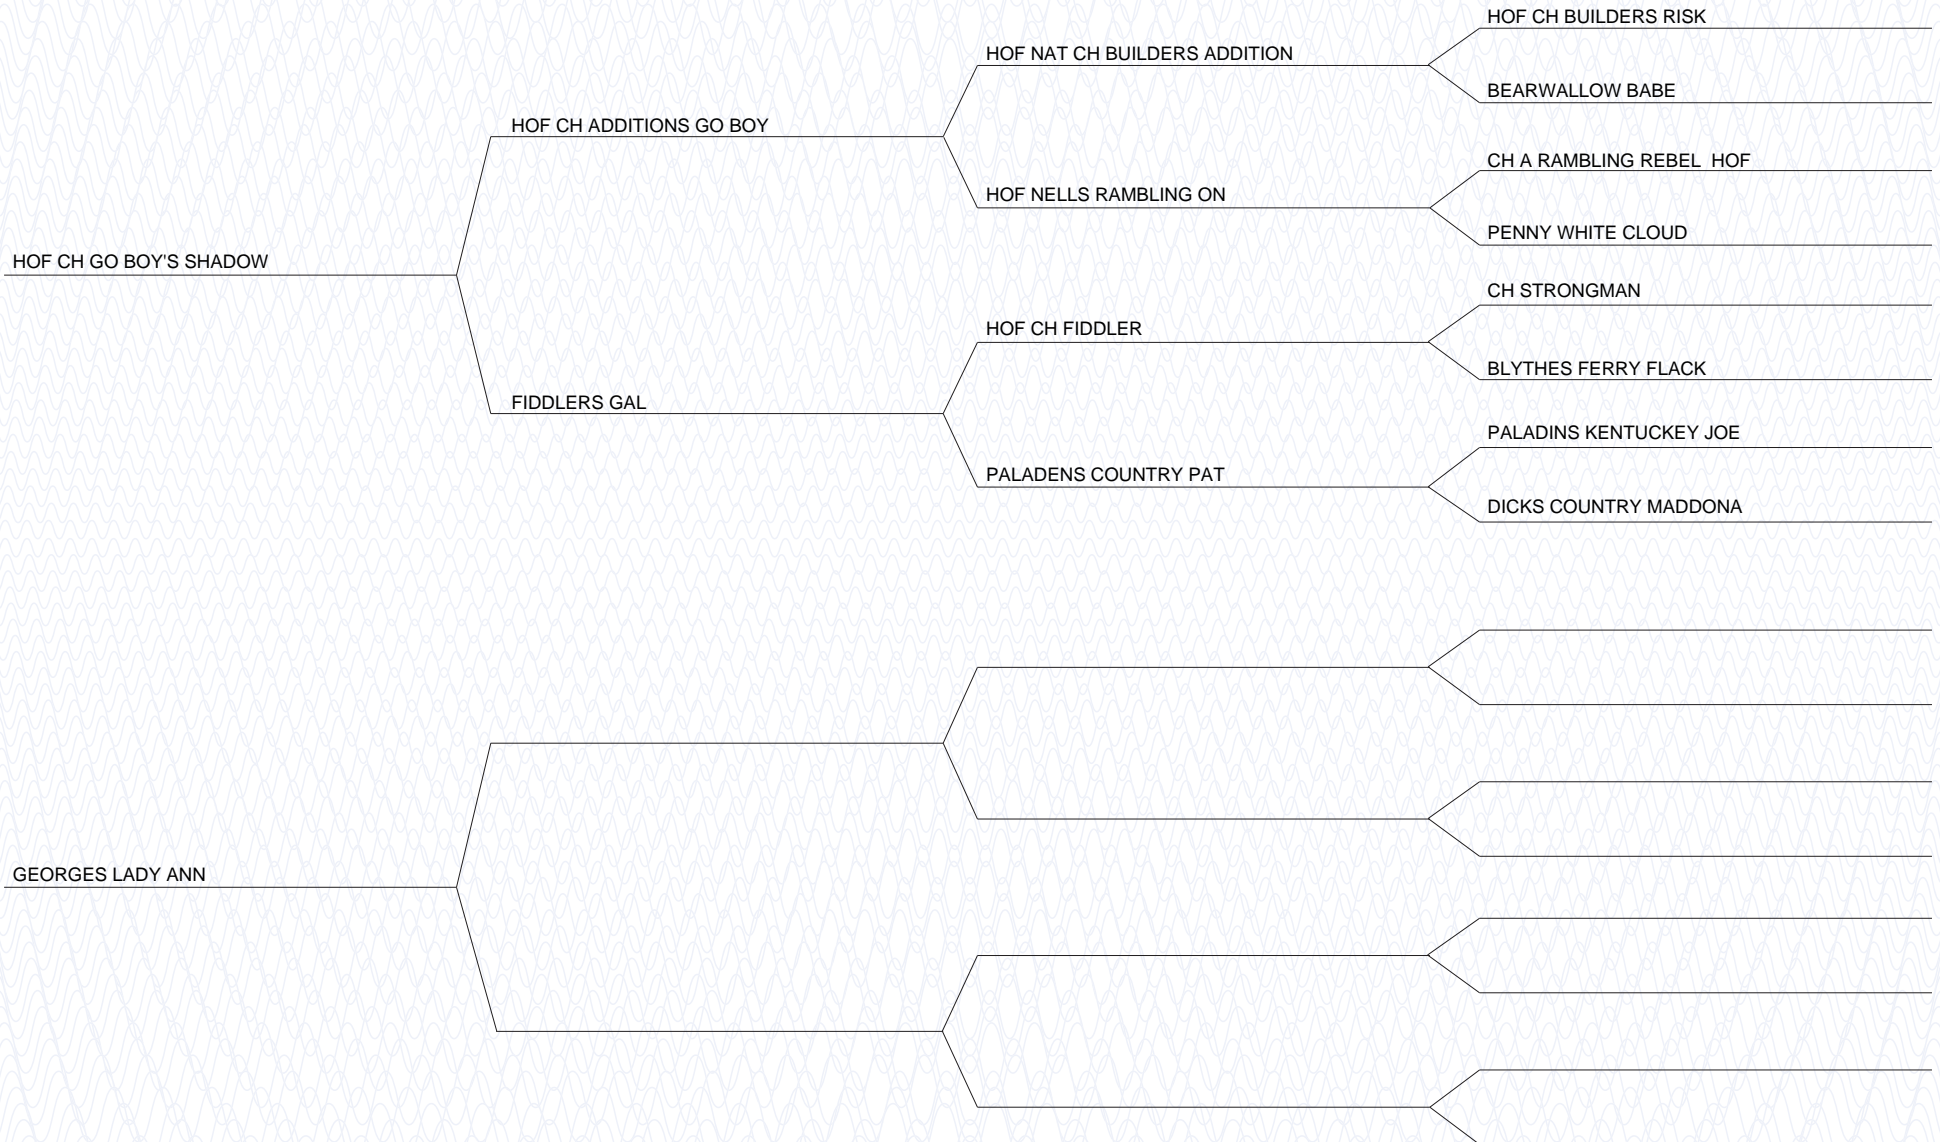 HOF CH BUILDERS RISK
HOF NAT CH BUILDERS ADDITION
BEARWALLOW BABE
HOF CH ADDITIONS GO BOY
CH A RAMBLING REBEL  HOF
HOF NELLS RAMBLING ON
PENNY WHITE CLOUD
HOF CH GO BOY'S SHADOW
CH STRONGMAN
HOF CH FIDDLER
BLYTHES FERRY FLACK
FIDDLERS GAL
PALADINS KENTUCKEY JOE
PALADENS COUNTRY PAT
DICKS COUNTRY MADDONA
GEORGES LADY ANN